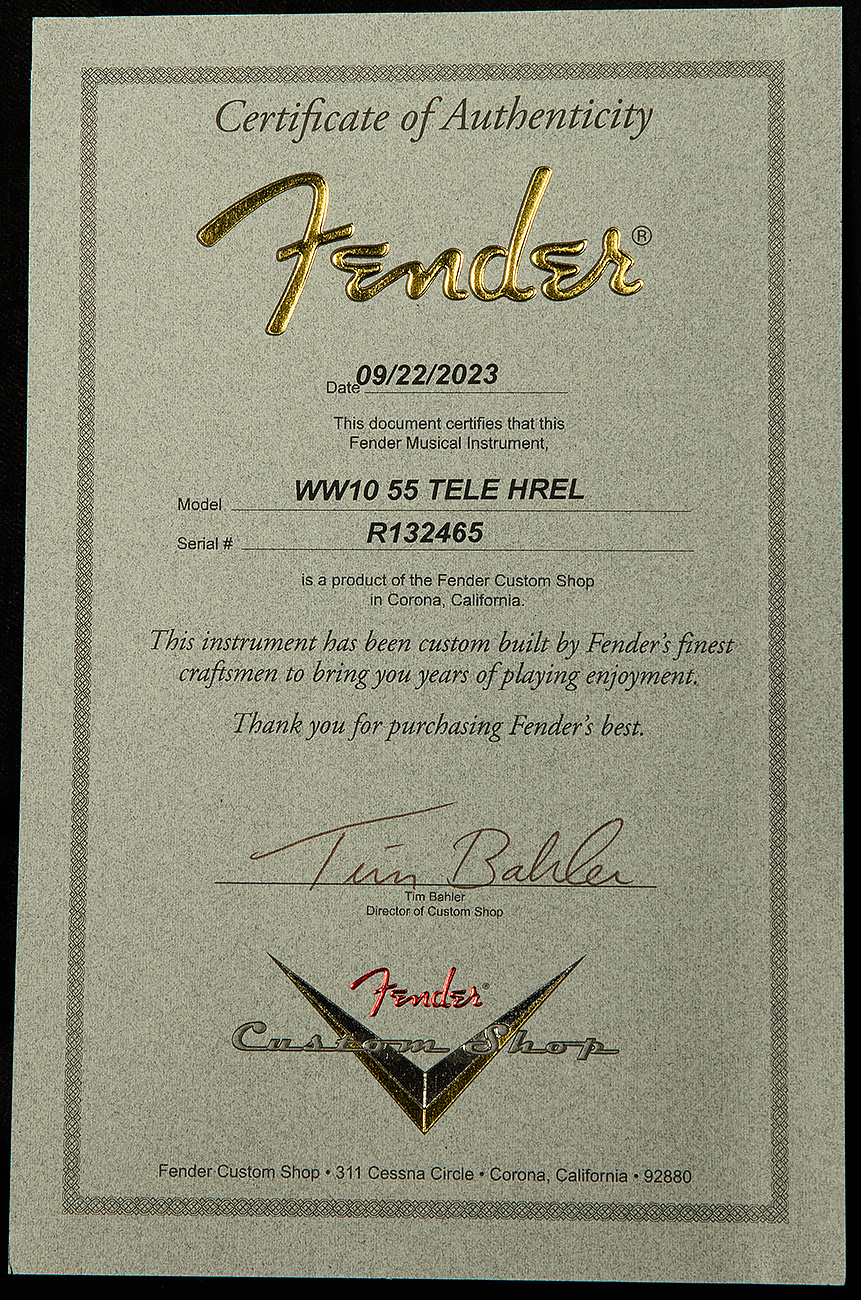 Certificate of Authenticity
Fender®
Date 09/22/2023
This document certifies that this
Fender Musical Instrument,
Model WW10 55 TELE HREL
Serial # R132465
is a product of the Fender Custom Shop
in Corona, California.
This instrument has been custom built by Fender's finest
craftsmen to bring you years of playing enjoyment.
Thank you for purchasing Fender's best.
Tim Bahler
Tim Bahler
Director of Custom Shop
Fender®
Custom Shop
Fender Custom Shop • 311 Cessna Circle • Corona, California • 92880